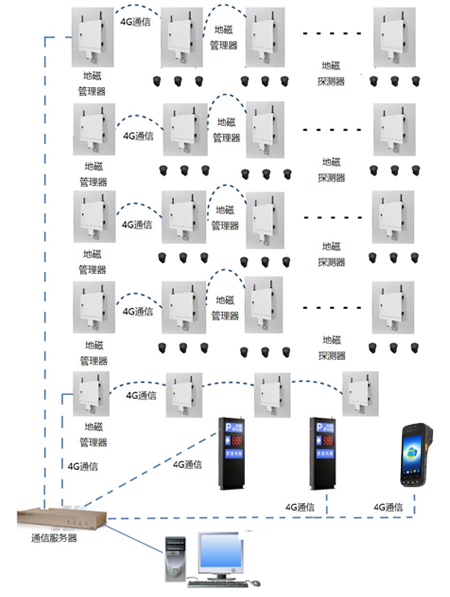 4G通信
地磁
管理器
地磁
管理器
地磁
探测器
4G通信
地磁
管理器
地磁
管理器
地磁
探测器
4G通信
地磁
管理器
地磁
管理器
地磁
探测器
4G通信
地磁
管理器
地磁
管理器
地磁
探测器
4G通信
地磁
管理器
4G通信
4G通信
P
P
4G通信
4G通信
通信服务器